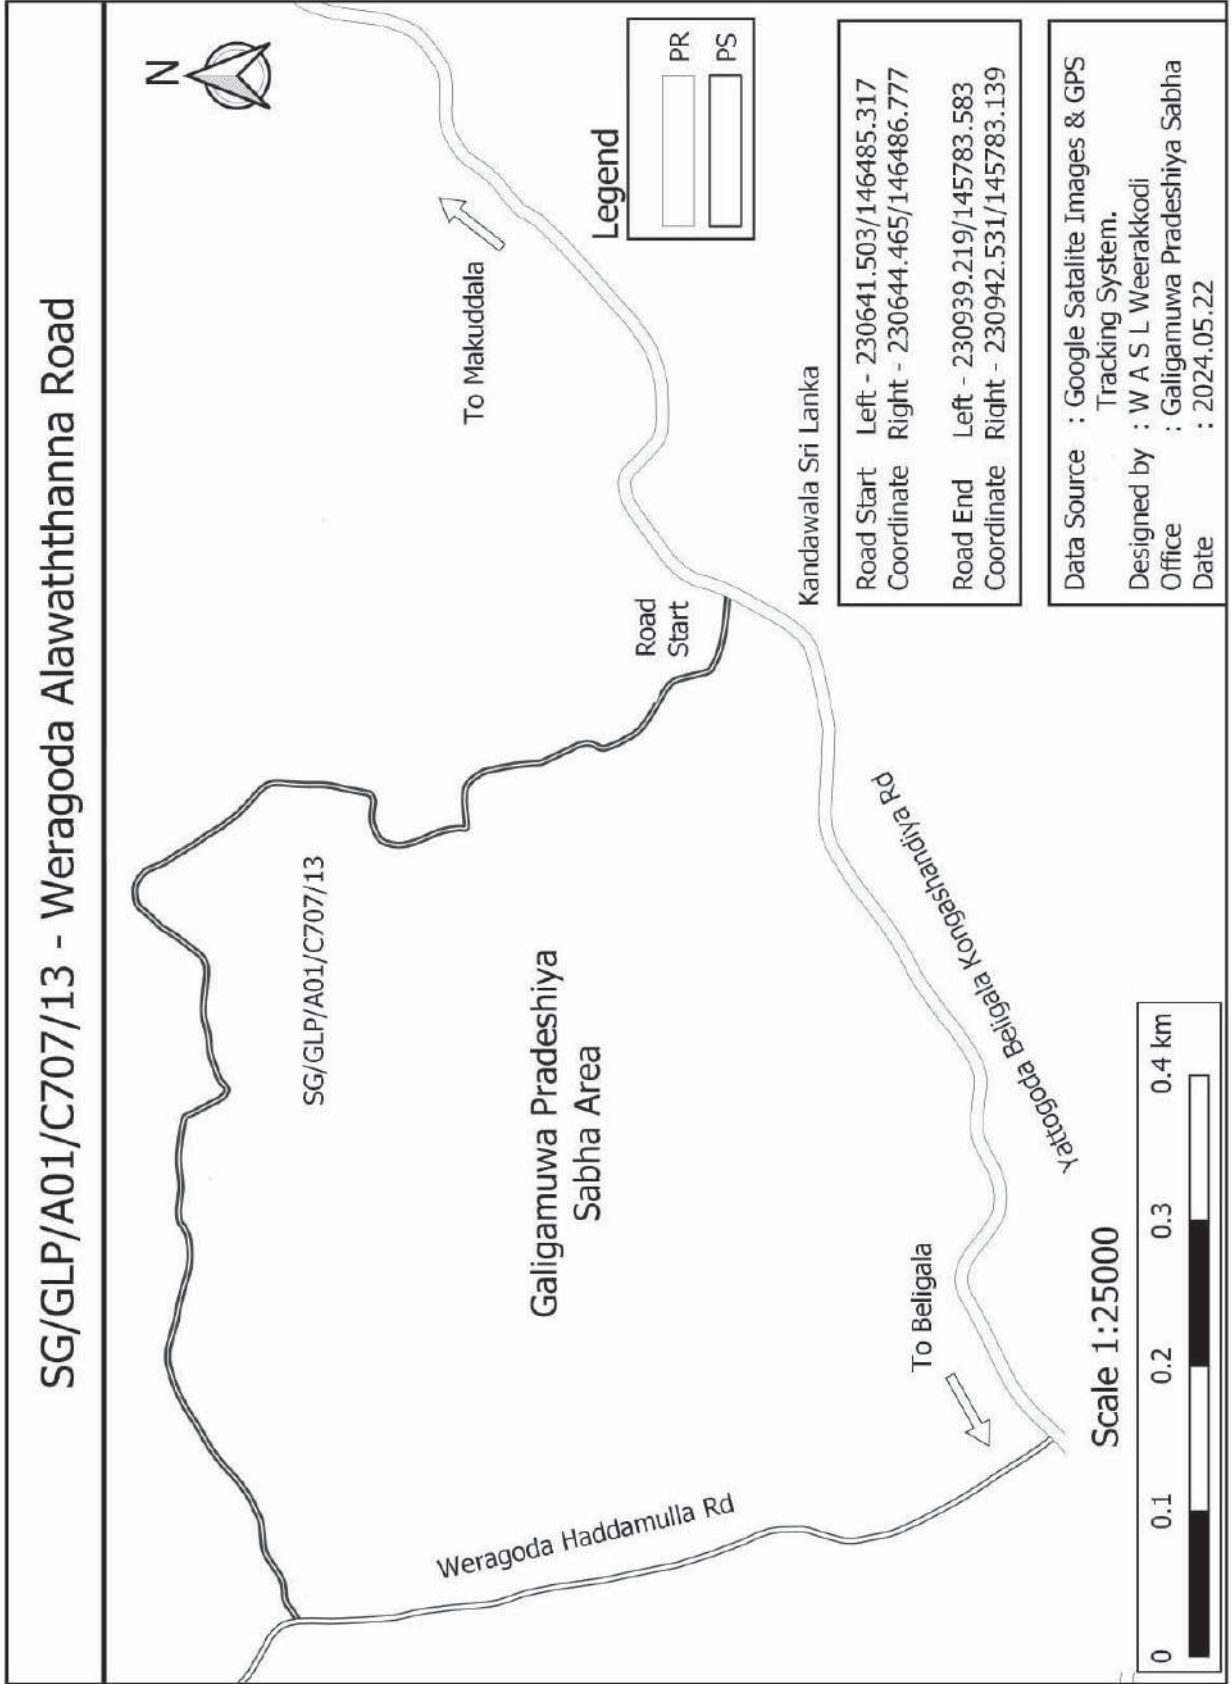 SG/GLP/A01/C707/13 - Weragoda Alawaththanna Road
N
To Makuddala
Legend
PR
PS
Road
Start
SG/GLP/A01/C707/13
Galigamuwa Pradeshiya
Sabha Area
Kandawala Sri Lanka
Road Start Left - 230641.503/146485.317
Coordinate Right - 230644.465/146486.777
Road End Left - 230939.219/145783.583
Coordinate Right - 230942.531/145783.139
Data Source : Google Satalite Images & GPS
Tracking System.
Designed by : W A S L Weerakkodi
Office : Galigamuwa Pradeshiya Sabha
Date : 2024.05.22
Yattogoda Beligala Kongashandiya Rd
To Beligala
Weragoda Haddamulla Rd
Scale 1:25000
0 0.1 0.2 0.3 0.4 km